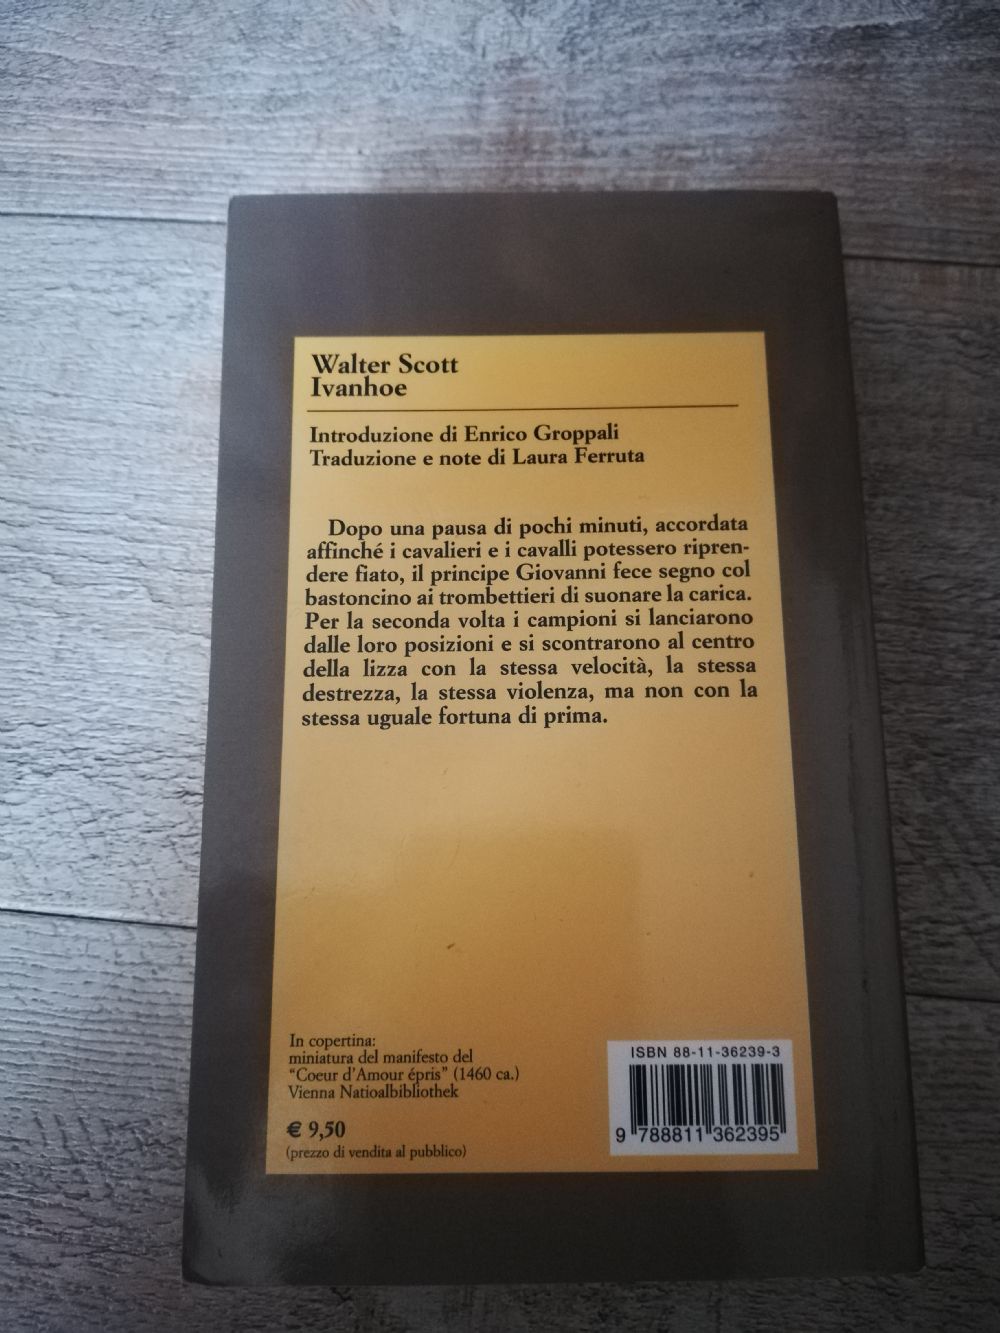 Walter Scott
Ivanhoe
Introduzione di Enrico Groppali
Traduzione e note di Laura Ferruta
Dopo una pausa di pochi minuti, accordata
affinché i cavalieri e i cavalli potessero ripren-
dere fiato, il principe Giovanni fece segno col
bastoncino ai trombettieri di suonare la carica.
Per la seconda volta i campioni si lanciarono
dalle loro posizioni e si scontrarono al centro
della lizza con la stessa velocità, la stessa
destrezza, la stessa violenza, ma non con la
stessa uguale fortuna di prima.
In copertina:
miniatura del manifesto del
“Coeur d’Amour épris” (1460 ca.)
Vienna Natioalbibliothek
€ 9,50
(prezzo di vendita al pubblico)
ISBN 88-11-36239-3
9 788811 362395